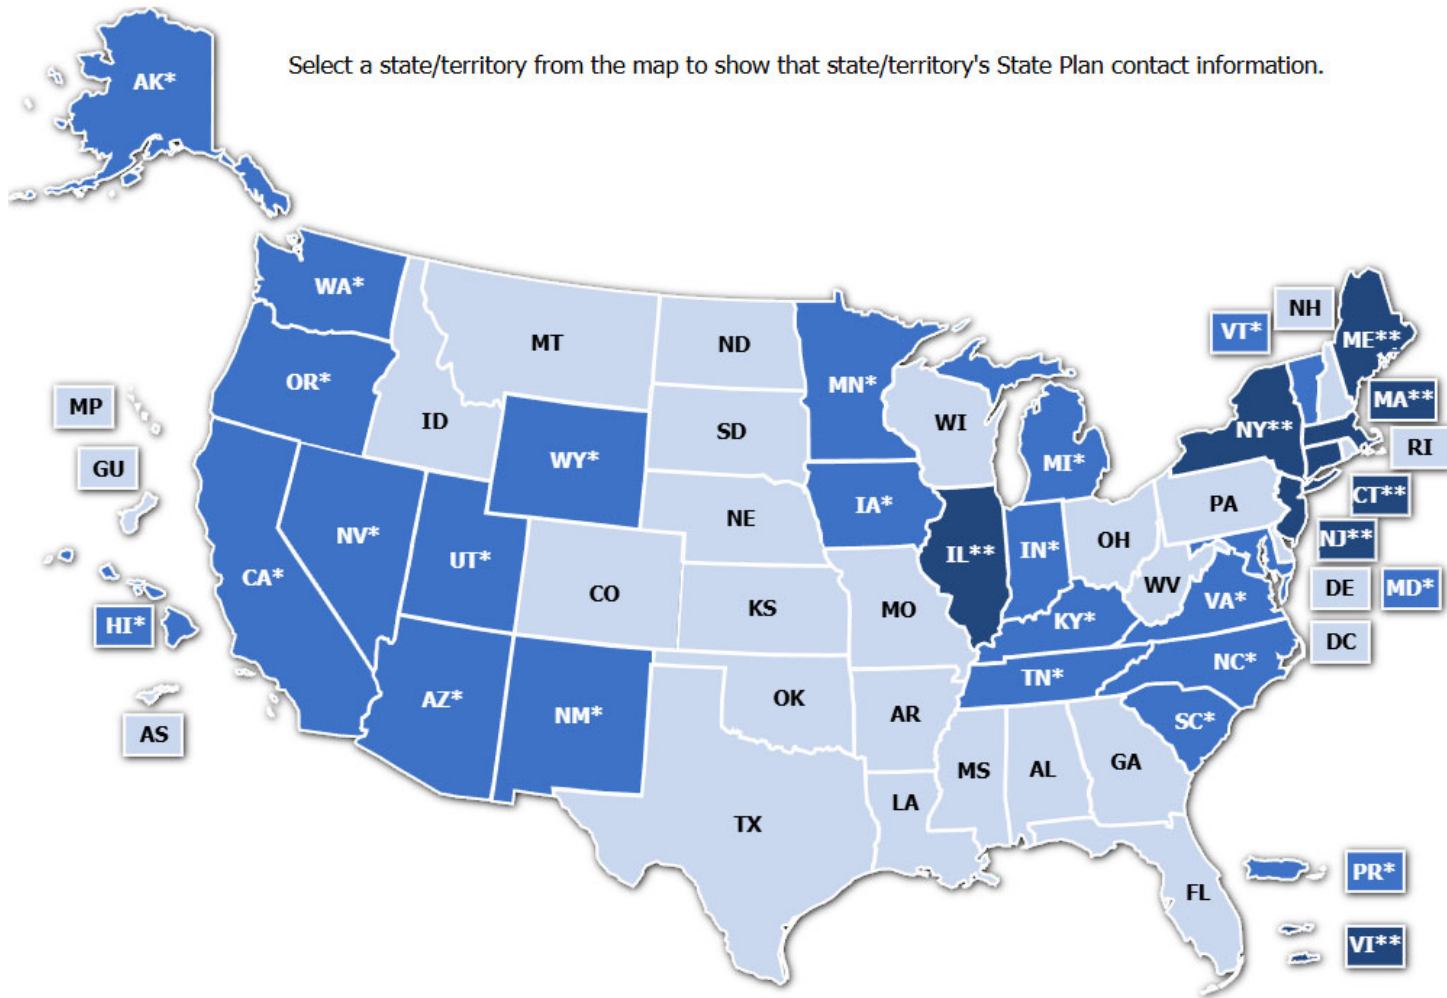 Select a state/territory from the map to show that state/territory's State Plan contact information.
AK*
WA*
MT
ND
MN*
NH
VT*
ME**
OR*
ID
MP
SD
WI
NY**
MA**
GU
WY*
MI*
RI
NE
IA*
PA
CT**
NV*
UT*
IL**
IN*
OH
NJ**
CA*
CO
KS
MO
WV
VA*
DE
MD*
HI*
KY*
DC
AZ*
NM*
OK
AR
TN*
NC*
SC*
AS
TX
LA
MS
AL
GA
FL
PR*
VI**